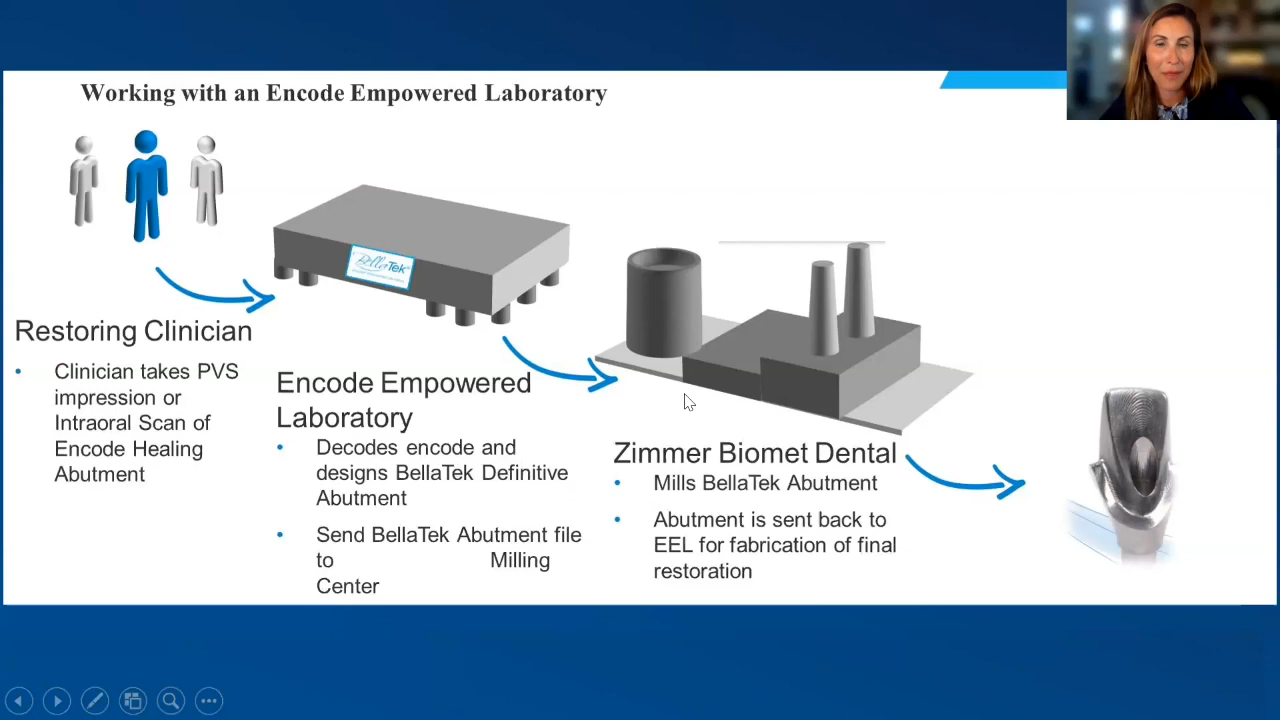 Working with an Encode Empowered Laboratory
BellaTek
Restoring Clinician
• Clinician takes PVS
impression or
Intraoral Scan of
Encode Healing
Abutment
Encode Empowered
Laboratory
• Decodes encode and
designs BellaTek Definitive
Abutment
• Send BellaTek Abutment file
to Milling
Center
Zimmer Biomet Dental
• Mills BellaTek Abutment
• Abutment is sent back to
EEL for fabrication of final
restoration